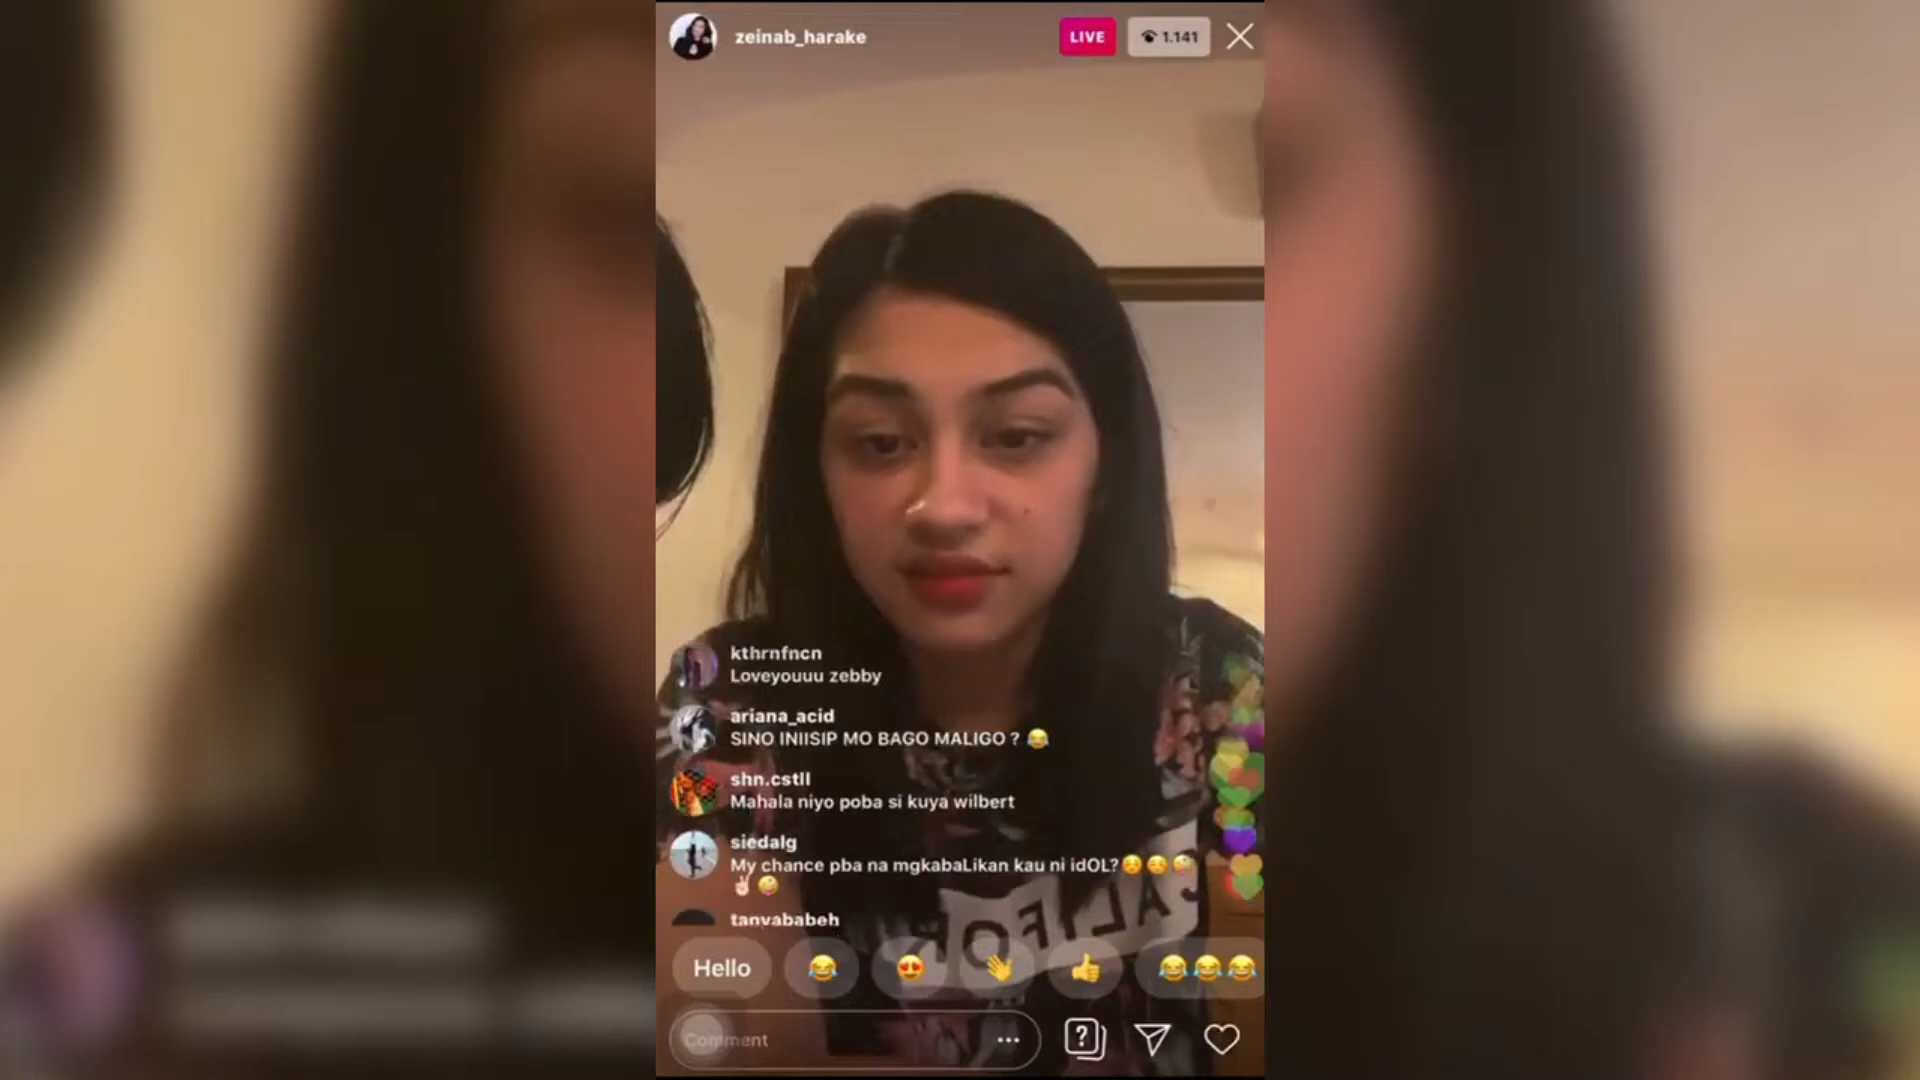 zeinab_harake
LIVE
1.141
kthrnfncn
Loveyouuu zebby
ariana_acid
SINO INIISIP MO BAGO MALIGO ? 😂
shn.cstll
Mahala niyo poba si kuya wilbert
siedalg
My chance pba na mgkabaLikan kau ni idOL?
tanyababeh
CALIFOR
Hello
Comment